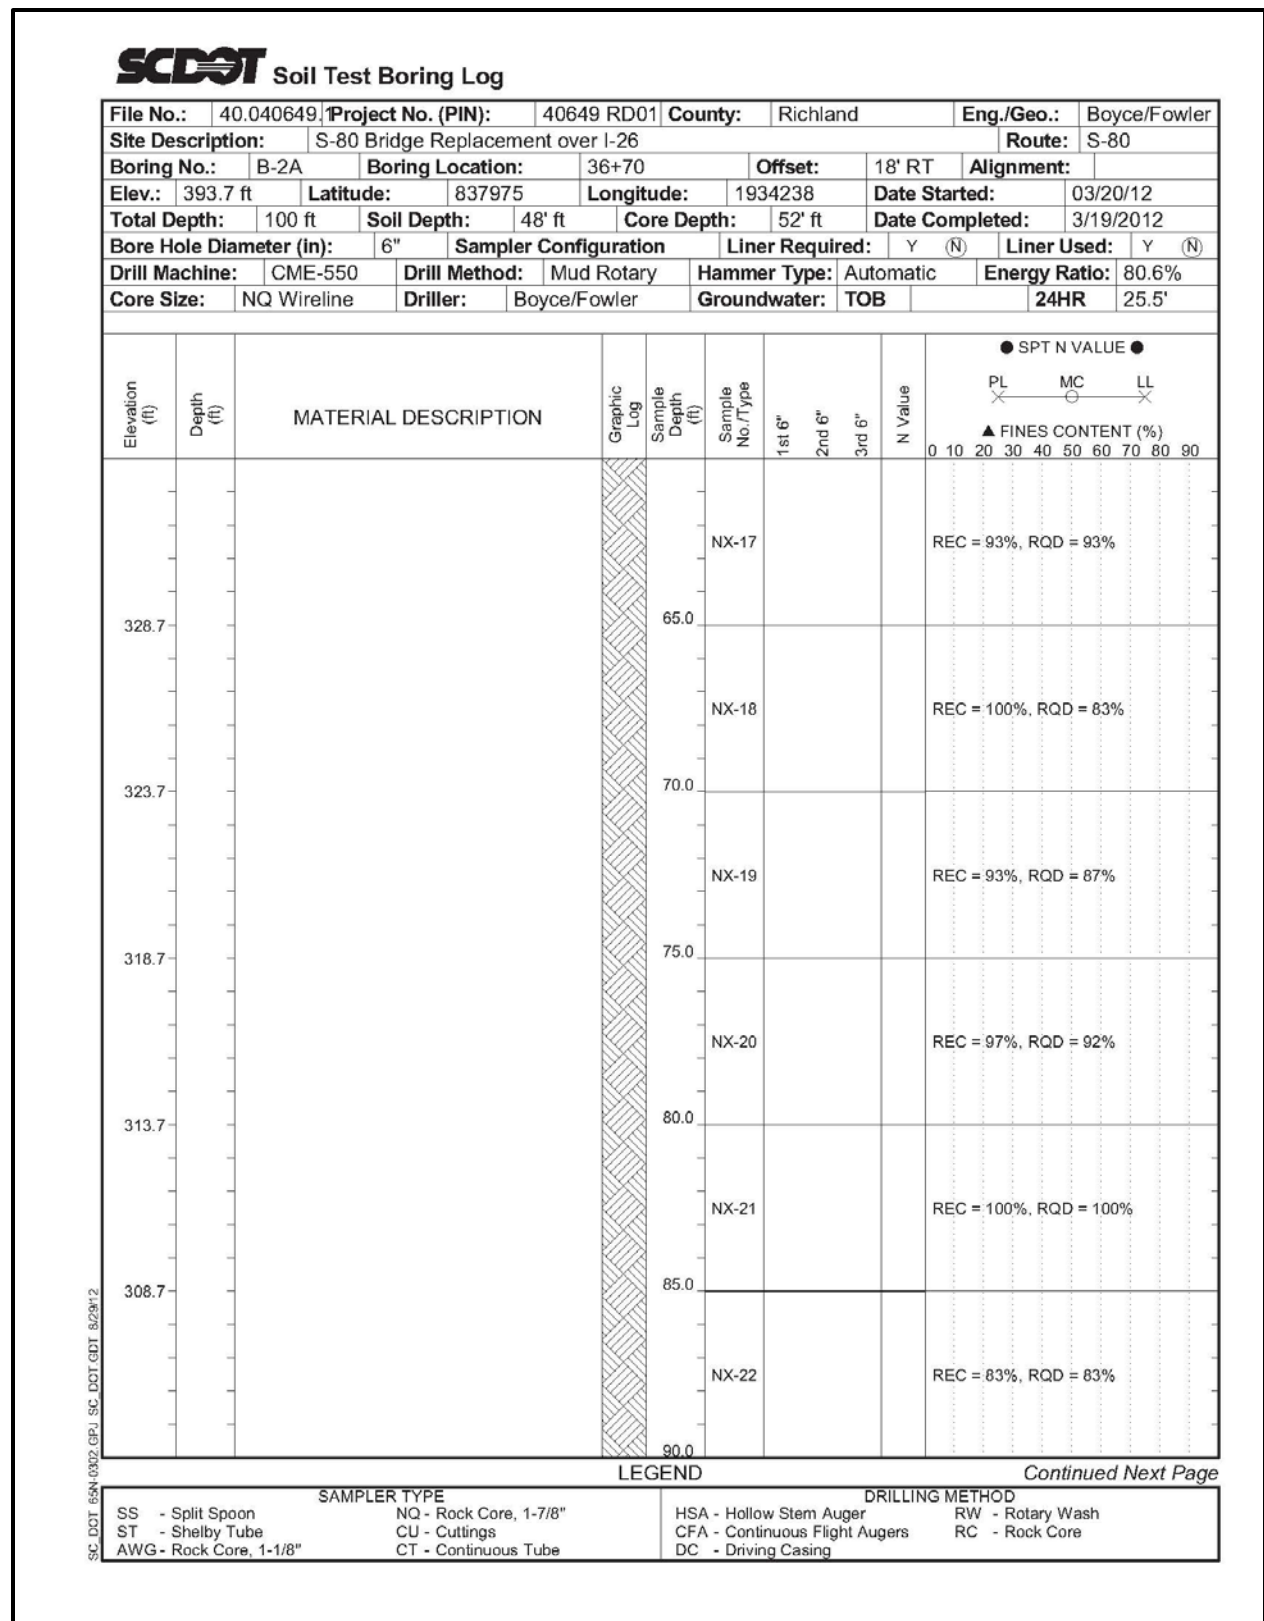 SCDOT Soil Test Boring Log
File No.: 40.040649.1 Project No. (PIN): 40649 RD01 County: Richland Eng./Geo.: Boyce/Fowler
Site Description: S-80 Bridge Replacement over I-26 Route: S-80
Boring No.: B-2A Boring Location: 36+70 Offset: 18' RT Alignment:
Elev.: 393.7 ft Latitude: 837975 Longitude: 1934238 Date Started: 03/20/12
Total Depth: 100 ft Soil Depth: 48' ft Core Depth: 52' ft Date Completed: 3/19/2012
Bore Hole Diameter (in): 6" Sampler Configuration Liner Required: Y Ⓝ Liner Used: Y Ⓝ
Drill Machine: CME-550 Drill Method: Mud Rotary Hammer Type: Automatic Energy Ratio: 80.6%
Core Size: NQ Wireline Driller: Boyce/Fowler Groundwater: TOB 24HR 25.5'
Elevation (ft) Depth (ft) MATERIAL DESCRIPTION Graphic Log Sample Depth (ft) Sample No./Type 1st 6" 2nd 6" 3rd 6" N Value
● SPT N VALUE ●
PL MC LL
▲ FINES CONTENT (%)
0 10 20 30 40 50 60 70 80 90
NX-17 REC = 93%, RQD = 93%
328.7 65.0
NX-18 REC = 100%, RQD = 83%
323.7 70.0
NX-19 REC = 93%, RQD = 87%
318.7 75.0
NX-20 REC = 97%, RQD = 92%
313.7 80.0
NX-21 REC = 100%, RQD = 100%
308.7 85.0
NX-22 REC = 83%, RQD = 83%
90.0
LEGEND Continued Next Page
SAMPLER TYPE DRILLING METHOD
SS - Split Spoon NQ - Rock Core, 1-7/8" HSA - Hollow Stem Auger RW - Rotary Wash
ST - Shelby Tube CU - Cuttings CFA - Continuous Flight Augers RC - Rock Core
AWG - Rock Core, 1-1/8" CT - Continuous Tube DC - Driving Casing
SC_DOT 65N-0302.GPJ SC_DOT.GDT 8/29/12